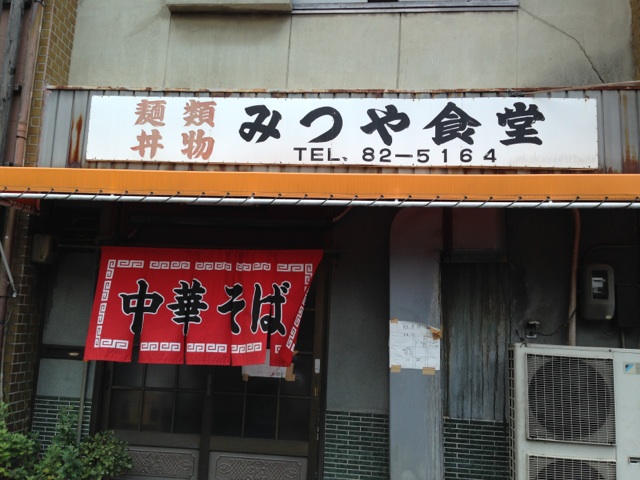 麺類 みつや食堂
丼物
TEL、82-5164
中華そば